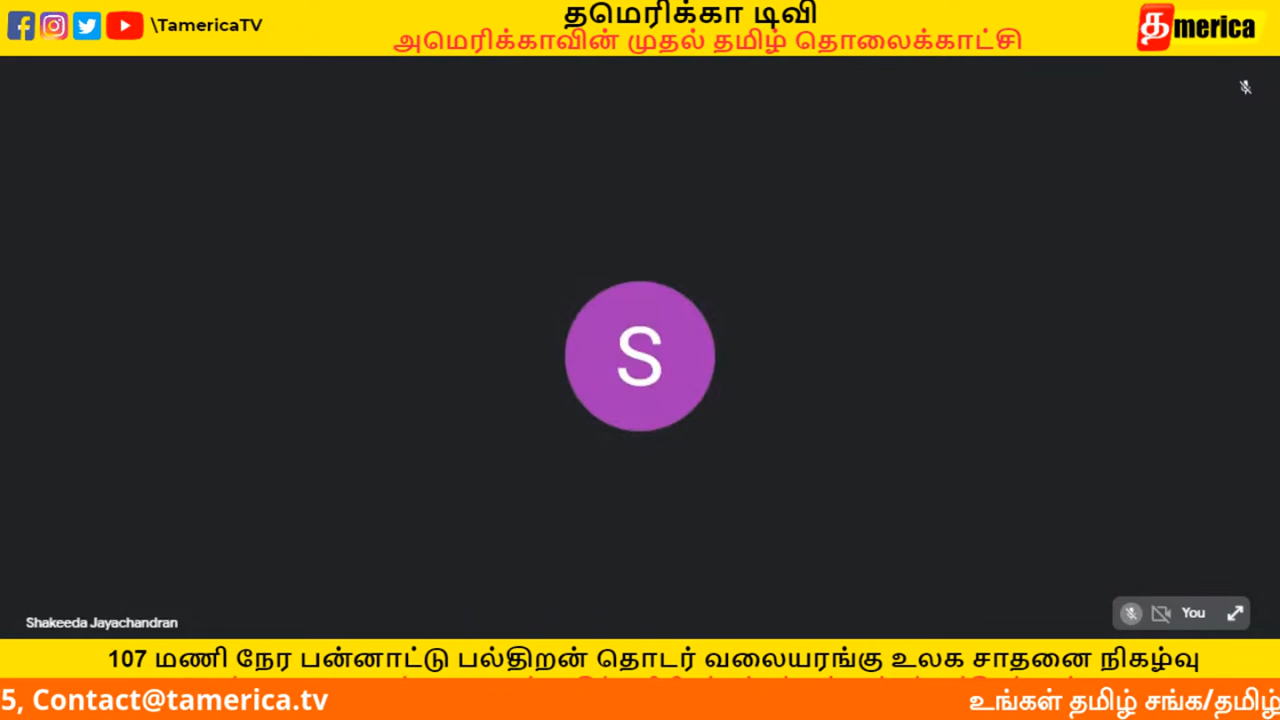 \TamericaTV
தமெரிக்கா டிவி
அமெரிக்காவின் முதல் தமிழ் தொலைக்காட்சி
தmerica
S
Shakeeda Jayachandran
You
107 மணி நேர பன்னாட்டு பல்திறன் தொடர் வலையரங்கு உலக சாதனை நிகழ்வு
5, Contact@tamerica.tv
உங்கள் தமிழ் சங்க/தமிழ்